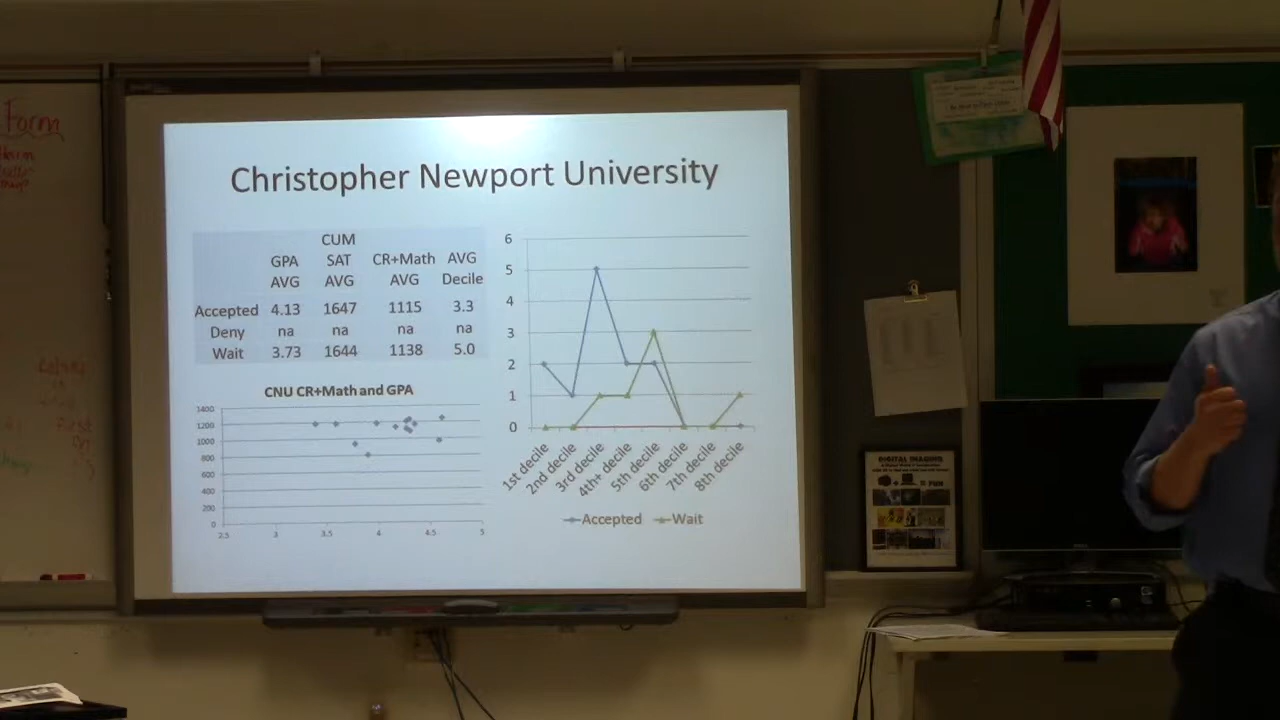 Form
Christopher Newport University
GPA AVG CUM SAT AVG CR+Math AVG AVG Decile
Accepted 4.13 1647 1115 3.3
Deny na na na na
Wait 3.73 1644 1138 5.0
CNU CR+Math and GPA
1400
1200
1000
800
600
400
200
0
2.5 3 3.5 4 4.5 5
6
5
4
3
2
1
0
1st decile
2nd decile
3rd decile
4th+ decile
5th decile
6th decile
7th decile
8th decile
Accepted Wait
DIGITAL IMAGING
FUN